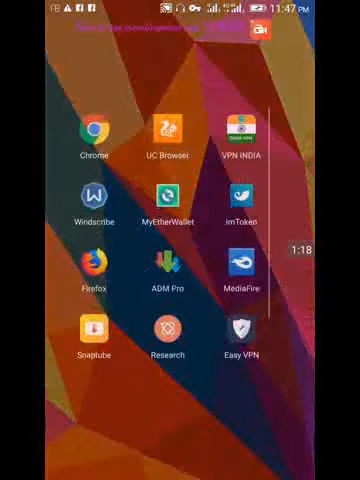 11:47 PM
Chrome
UC Browser
VPN INDIA
Windscribe
MyEtherWallet
imToken
1:18
Firefox
ADM Pro
MediaFire
Snaptube
Research
Easy VPN